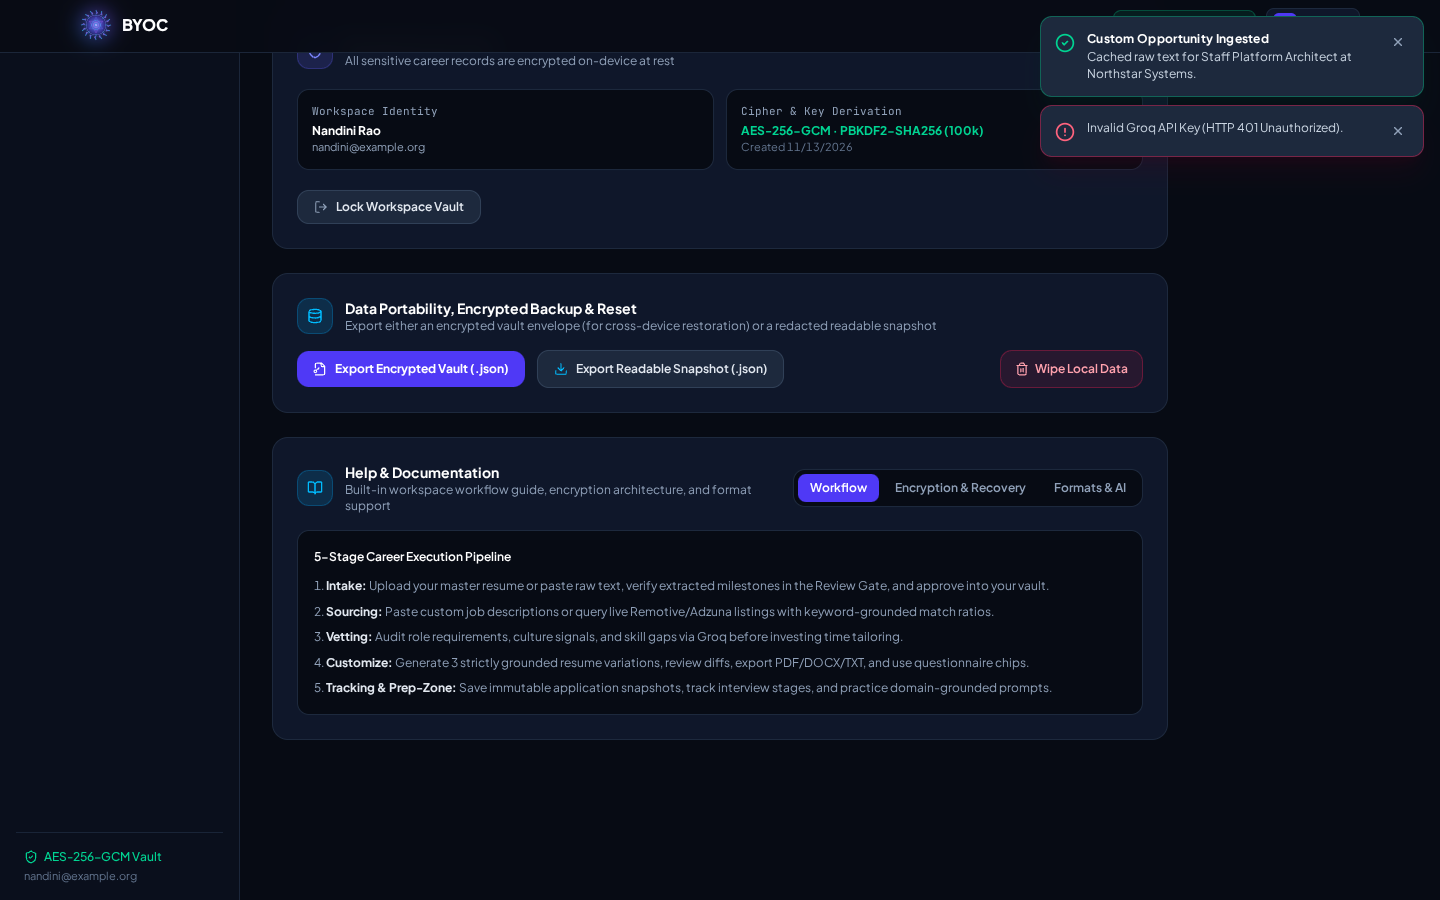 BYOC
Custom Opportunity Ingested
Cached raw text for Staff Platform Architect at
Northstar Systems.
Invalid Groq API Key (HTTP 401 Unauthorized).
All sensitive career records are encrypted on-device at rest
Workspace Identity
Nandini Rao
nandini@example.org
Cipher & Key Derivation
AES-256-GCM · PBKDF2-SHA256 (100k)
Created 11/13/2026
Lock Workspace Vault
Data Portability, Encrypted Backup & Reset
Export either an encrypted vault envelope (for cross-device restoration) or a redacted readable snapshot
Export Encrypted Vault (.json)
Export Readable Snapshot (.json)
Wipe Local Data
Help & Documentation
Built-in workspace workflow guide, encryption architecture, and format
support
Workflow
Encryption & Recovery
Formats & AI
5-Stage Career Execution Pipeline
1. Intake: Upload your master resume or paste raw text, verify extracted milestones in the Review Gate, and approve into your vault.
2. Sourcing: Paste custom job descriptions or query live Remotive/Adzuna listings with keyword-grounded match ratios.
3. Vetting: Audit role requirements, culture signals, and skill gaps via Groq before investing time tailoring.
4. Customize: Generate 3 strictly grounded resume variations, review diffs, export PDF/DOCX/TXT, and use questionnaire chips.
5. Tracking & Prep-Zone: Save immutable application snapshots, track interview stages, and practice domain-grounded prompts.
AES-256-GCM Vault
nandini@example.org